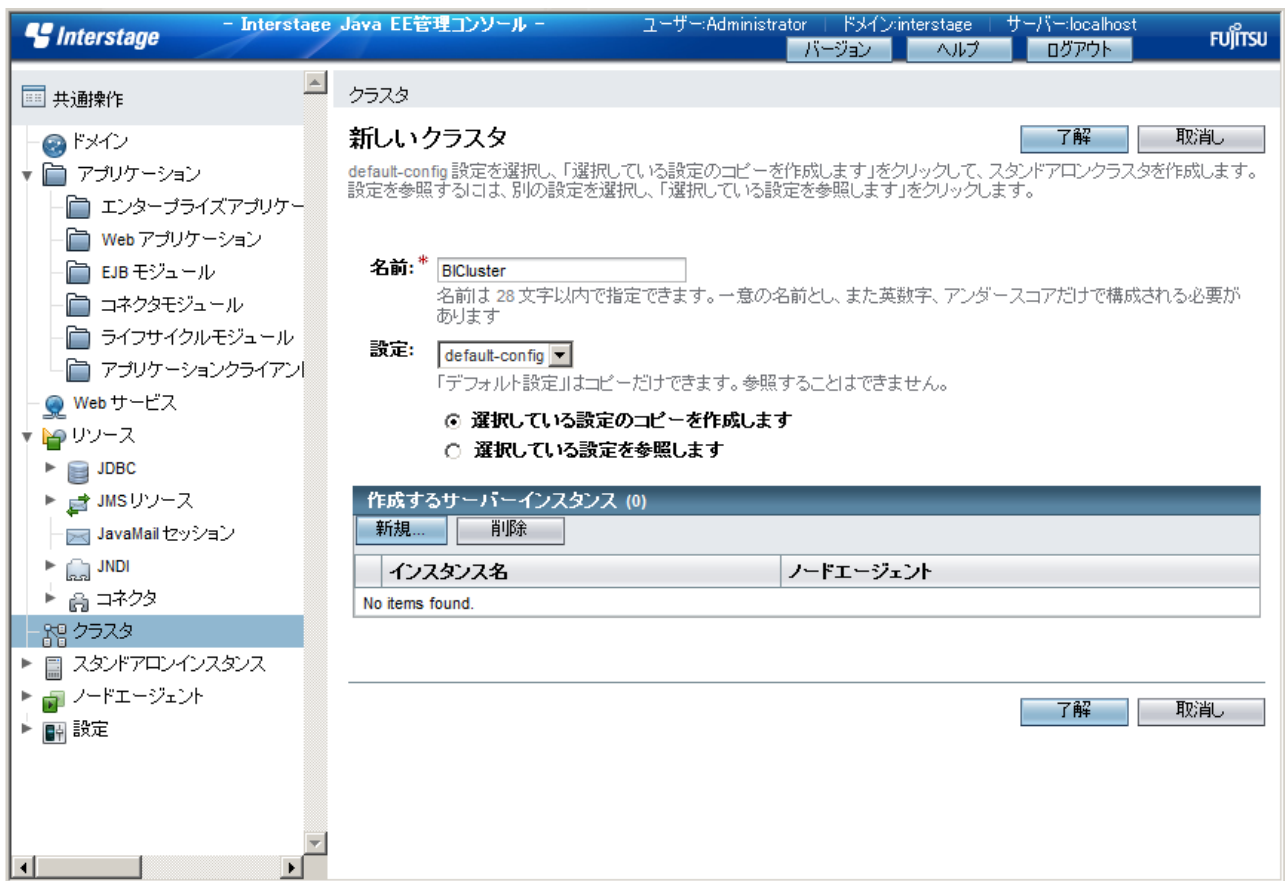 Interstage
- Interstage Java EE管理コンソール -
ユーザー:Administrator
ドメイン:interstage
サーバー:localhost
バージョン
ヘルプ
ログアウト
FUJITSU
共通操作
ドメイン
アプリケーション
エンタープライズアプリケー
Web アプリケーション
EJB モジュール
コネクタモジュール
ライフサイクルモジュール
アプリケーションクライアン
Web サービス
リソース
JDBC
JMS リソース
JavaMail セッション
JNDI
コネクタ
クラスタ
スタンドアロンインスタンス
ノードエージェント
設定
クラスタ
新しいクラスタ
了解
取消し
default-config 設定を選択し、「選択している設定のコピーを作成します」をクリックして、スタンドアロンクラスタを作成します。
設定を参照するには、別の設定を選択し、「選択している設定を参照します」をクリックします。
名前:*
BICluster
名前は 28 文字以内で指定できます。一意の名前とし、また英数字、アンダースコアだけで構成される必要が
あります
設定:
default-config
「デフォルト設定」はコピーだけできます。参照することはできません。
選択している設定のコピーを作成します
選択している設定を参照します
作成するサーバーインスタンス (0)
新規...
削除
インスタンス名
ノードエージェント
No items found.
了解
取消し